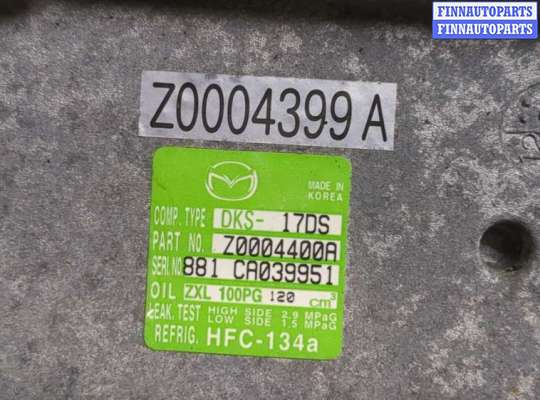 FINNAUTOPARTS
FINNAUTOPARTS
Z0004399 A
MADE IN
KOREA
COMP. TYPE DKS- 17DS
PART NO. Z0004400A
SERI. NO. 881 CA039951
OIL ZXL 100PG 120 cm³
LEAK. TEST HIGH SIDE 2.9 MPaG
LOW SIDE 1.5 MPaG
REFRIG. HFC-134a